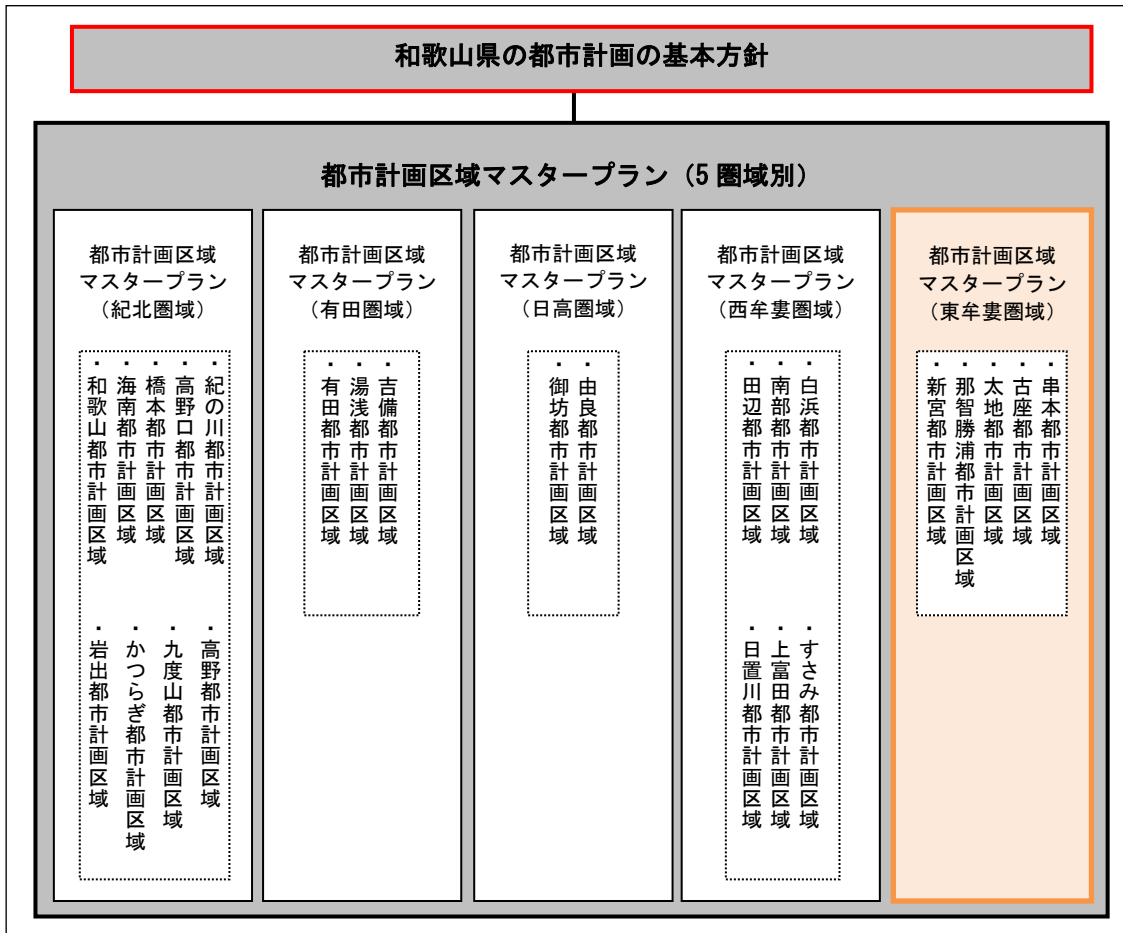 和歌山県の都市計画の基本方針
都市計画区域マスタープラン（5 圏域別）
都市計画区域
マスタープラン
（紀北圏域）
・和歌山都市計画区域
・海南都市計画区域
・橋本都市計画区域
・高野口都市計画区域
・紀の川都市計画区域
・岩出都市計画区域
・かつらぎ都市計画区域
・九度山都市計画区域
・高野都市計画区域
都市計画区域
マスタープラン
（有田圏域）
・有田都市計画区域
・湯浅都市計画区域
・吉備都市計画区域
都市計画区域
マスタープラン
（日高圏域）
・御坊都市計画区域
・由良都市計画区域
都市計画区域
マスタープラン
（西牟婁圏域）
・田辺都市計画区域
・南部都市計画区域
・白浜都市計画区域
・日置川都市計画区域
・上富田都市計画区域
・すさみ都市計画区域
都市計画区域
マスタープラン
（東牟婁圏域）
・新宮都市計画区域
・那智勝浦都市計画区域
・太地都市計画区域
・古座都市計画区域
・串本都市計画区域